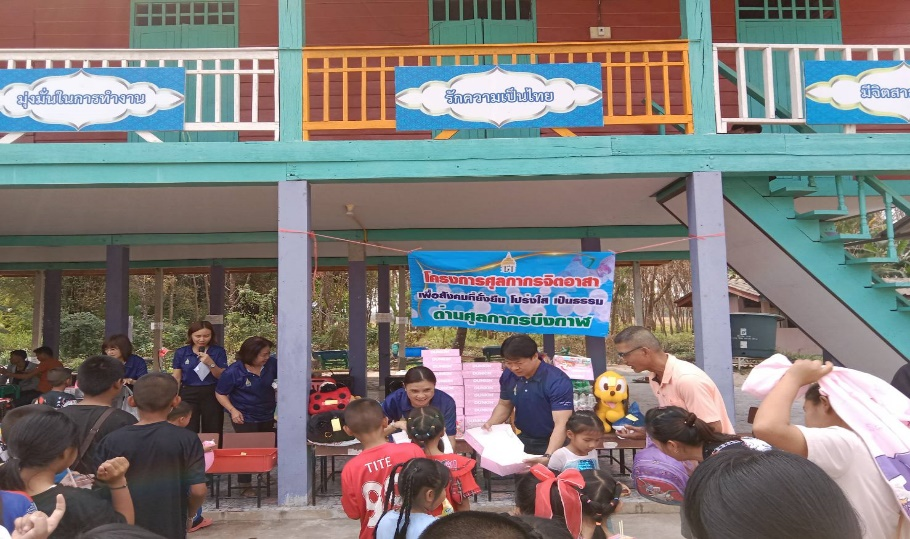 มุ่งมั่นในการทำงาน
รักความเป็นไทย
มีจิตสา
โครงการศุลกากรจิตอาสา
เพื่อสังคมที่ยั่งยืน โปร่งใส เป็นธรรม
ด่านศุลกากรบึงกาฬ
TITE